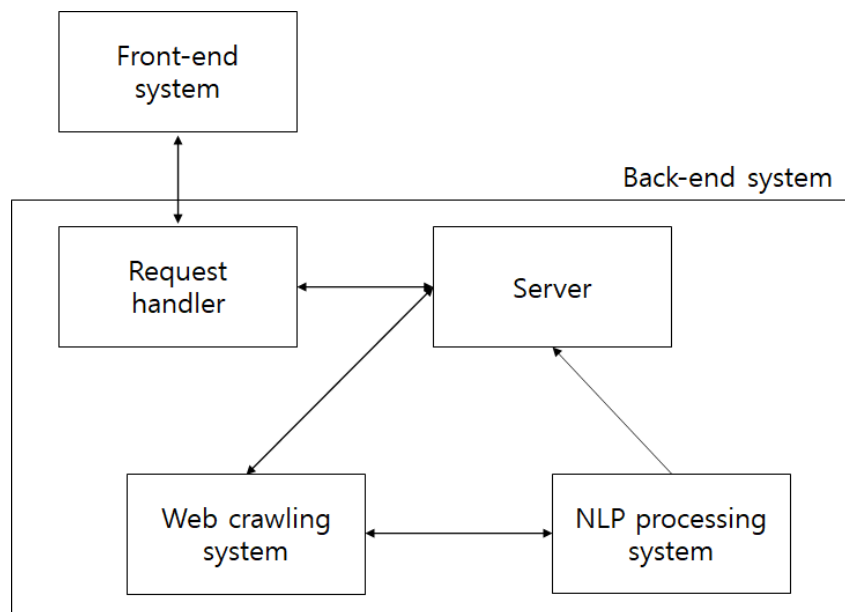 Front-end
system
Back-end system
Request
handler
Server
Web crawling
system
NLP processing
system